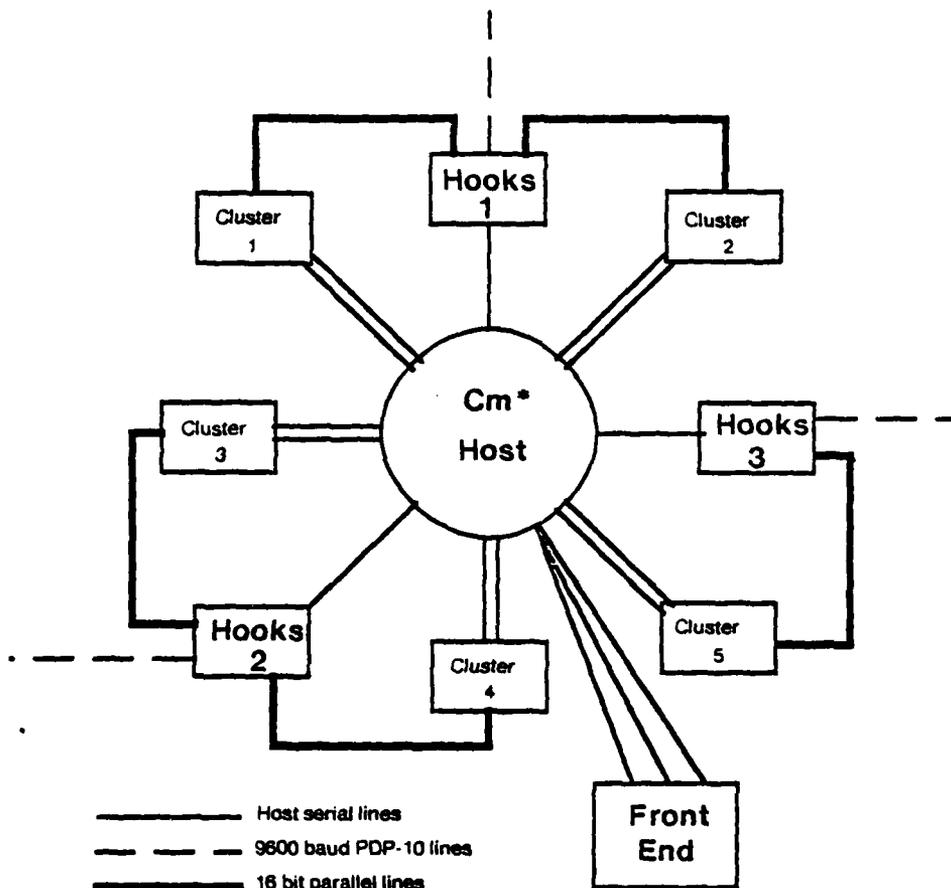 Hooks
1
Cluster
1
Cluster
2
Cm*
Host
Cluster
3
Hooks
3
Hooks
2
Cluster
4
Cluster
5
Host serial lines
9600 baud PDP-10 lines
16 bit parallel lines
Front
End